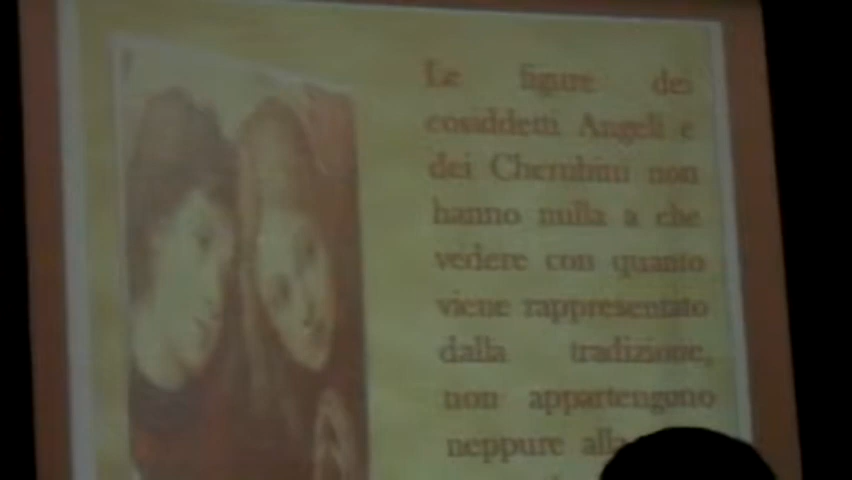 Le figure dei
cosiddetti Angeli e
dei Cherubini non
hanno nulla a che
vedere con quanto
viene rappresentato
dalla tradizione,
non appartengono
neppure alla